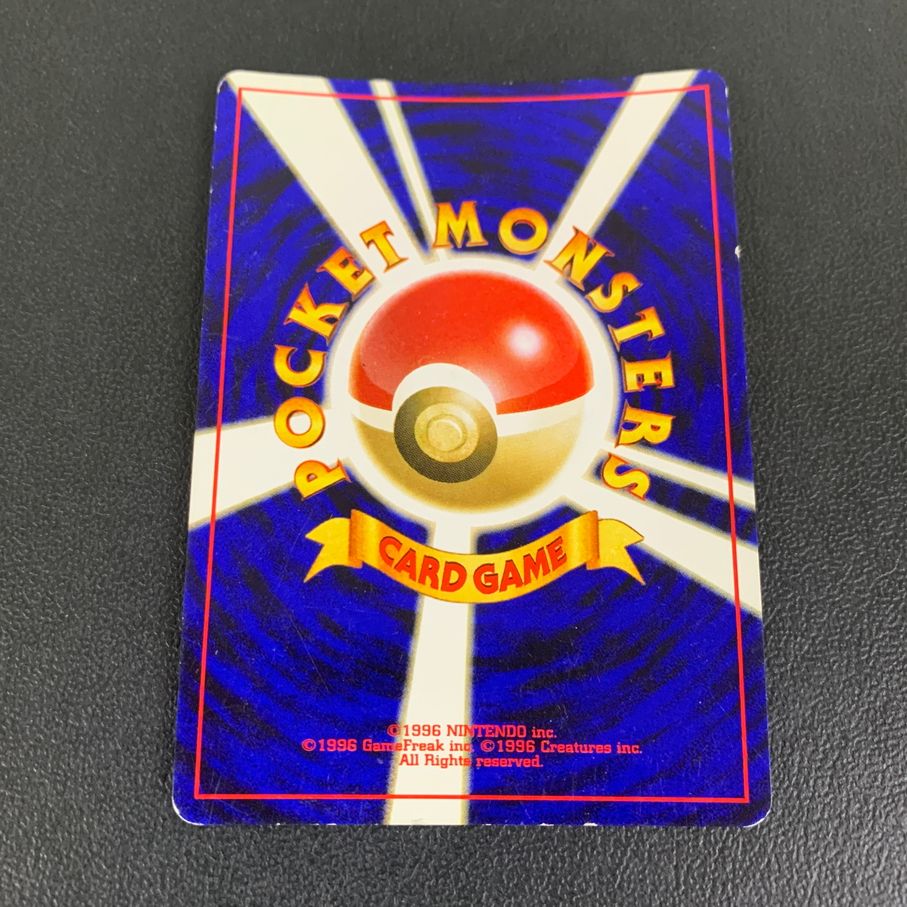 POCKET MONSTERS
CARD GAME
©1996 NINTENDO inc.
©1996 GameFreak inc. ©1996 Creatures inc.
All Rights reserved.